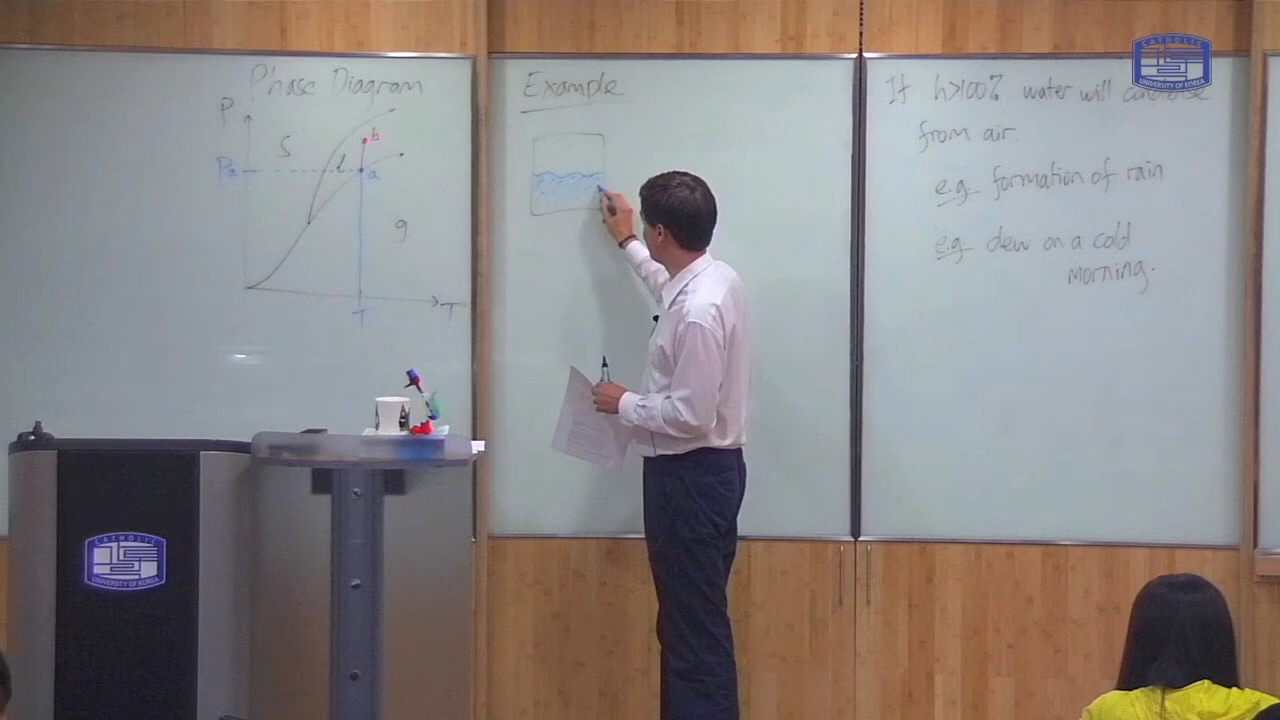 Phase Diagram
P
S
l
b
Pa
a
g
T
T
Example
If h>100% water will
from air.
e.g. formation of rain
e.g. dew on a cold
morning.
CATHOLIC
UNIVERSITY OF KOREA
CATHOLIC
UNIVERSITY OF KOREA